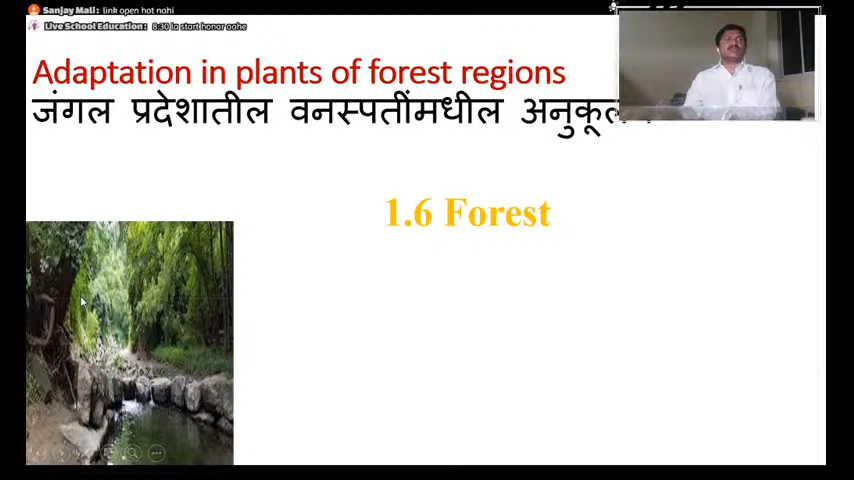 Sanjay Mali: link open hot nahi
Live School Education: 8:30 la start honar aahe
Adaptation in plants of forest regions
जंगल प्रदेशातील वनस्पतींमधील
1.6 Forest